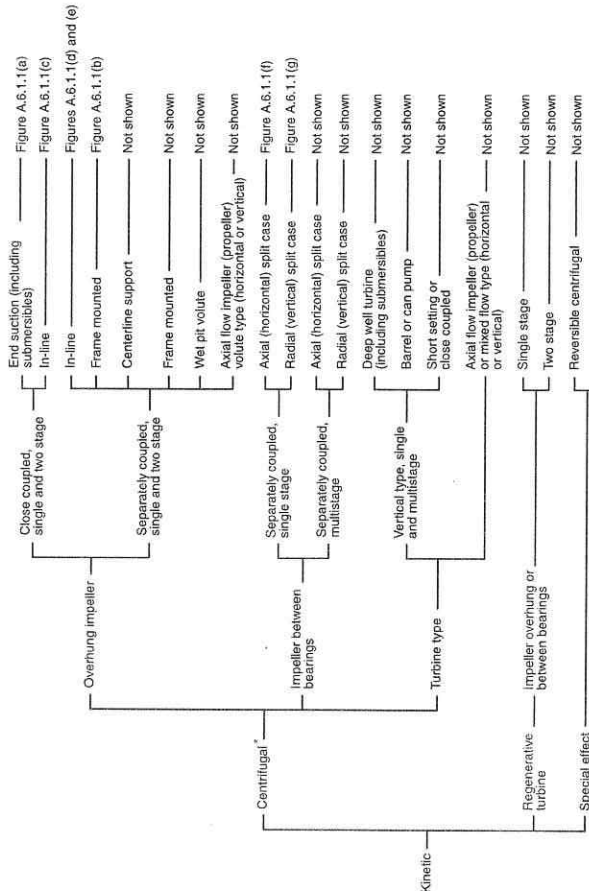 Kinetic
Centrifugal*
Overhung impeller
Close coupled,
single and two stage
End suction (including
submersibles)
Figure A.6.1.1(a)
In-line
Figure A.6.1.1(c)
Separately coupled,
single and two stage
In-line
Figures A.6.1.1(d) and (e)
Frame mounted
Figure A.6.1.1(b)
Centerline support
Not shown
Frame mounted
Not shown
Wet pit volute
Not shown
Axial flow impeller (propeller)
volute type (horizontal or vertical)
Not shown
Impeller between
bearings
Separately coupled,
single stage
Axial (horizontal) split case
Figure A.6.1.1(f)
Radial (vertical) split case
Figure A.6.1.1(g)
Separately coupled,
multistage
Axial (horizontal) split case
Not shown
Radial (vertical) split case
Not shown
Turbine type
Vertical type, single
and multistage
Deep well turbine
(including submersibles)
Not shown
Barrel or can pump
Not shown
Short setting or
close coupled
Not shown
Axial flow impeller (propeller)
or mixed flow type (horizontal
or vertical)
Not shown
Regenerative
turbine
Impeller overhung or
between bearings
Single stage
Not shown
Two stage
Not shown
Special effect
Reversible centrifugal
Not shown